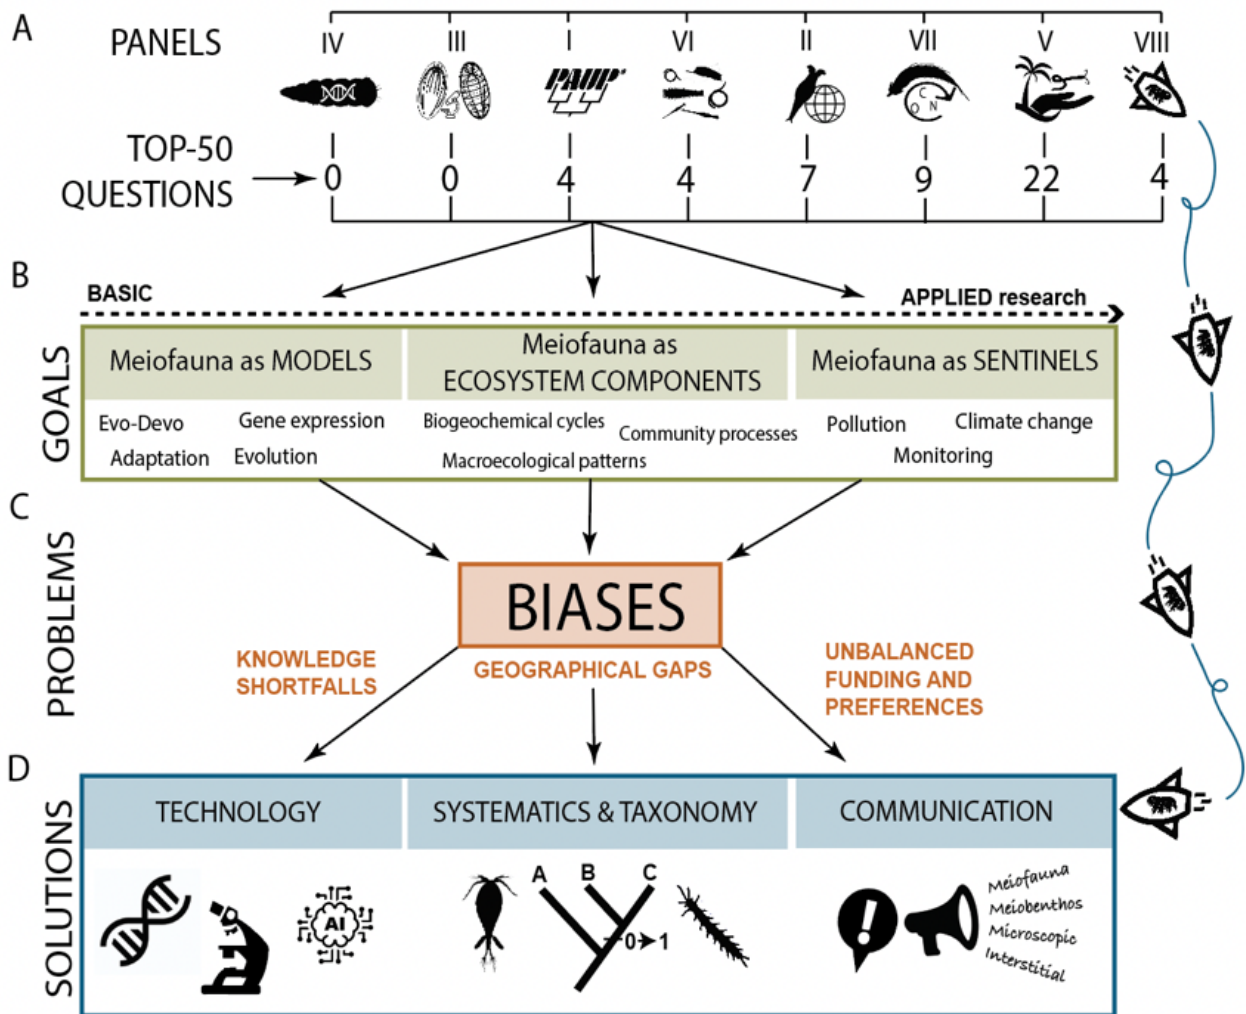 A
PANELS
IV III I VI II VII V VIII
PAUP*
C
O N
TOP-50
QUESTIONS
0 0 4 4 7 9 22 4
B
BASIC
APPLIED research
GOALS
Meiofauna as MODELS
Meiofauna as
ECOSYSTEM COMPONENTS
Meiofauna as SENTINELS
Evo-Devo
Gene expression
Adaptation
Evolution
Biogeochemical cycles
Community processes
Macroecological patterns
Pollution
Climate change
Monitoring
C
PROBLEMS
BIASES
KNOWLEDGE
SHORTFALLS
GEOGRAPHICAL GAPS
UNBALANCED
FUNDING AND
PREFERENCES
D
SOLUTIONS
TECHNOLOGY
SYSTEMATICS & TAXONOMY
COMMUNICATION
AI
A B C
0 1
!
Meiofauna
Meiobenthos
Microscopic
Interstitial